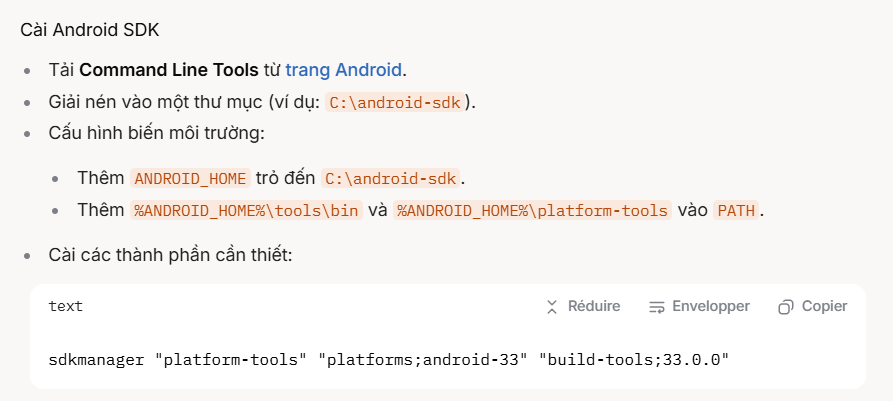 Cài Android SDK
Tải Command Line Tools từ trang Android.
Giải nén vào một thư mục (ví dụ: C:\android-sdk).
Cấu hình biến môi trường:
Thêm ANDROID_HOME trỏ đến C:\android-sdk.
Thêm %ANDROID_HOME%\tools\bin và %ANDROID_HOME%\platform-tools vào PATH.
Cài các thành phần cần thiết:
text Réduire Envelopper Copier
sdkmanager "platform-tools" "platforms;android-33" "build-tools;33.0.0"